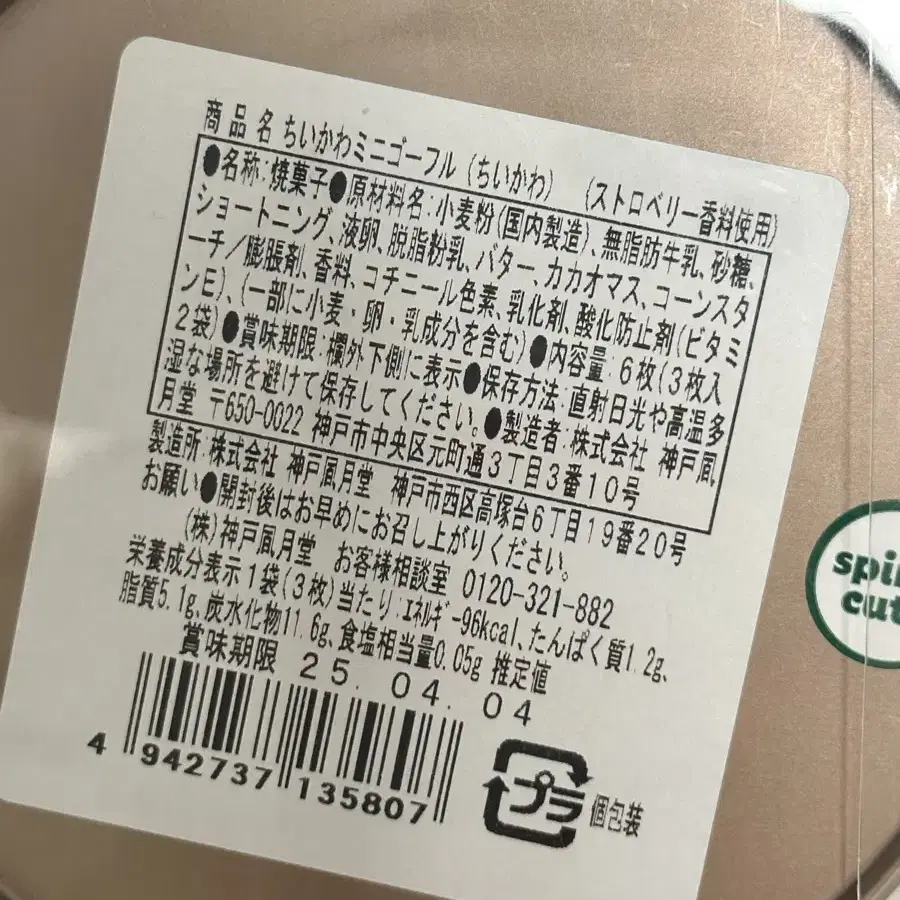 商品名 ちいかわミニゴーフル（ちいかわ）　（ストロベリー香料使用）
●名称：焼菓子●原材料名：小麦粉（国内製造）、無脂肪牛乳、砂糖、
ショートニング、液卵、脱脂粉乳、バター、カカオマス、コーンスタ
ーチ／膨脹剤、香料、コチニール色素、乳化剤、酸化防止剤（ビタミ
ンE）、（一部に小麦・卵・乳成分を含む）●内容量：6枚（3枚入
2袋）●賞味期限：欄外下側に表示●保存方法：直射日光や高温多
湿な場所を避けて保存してください。●製造者：株式会社 神戸凮
月堂 〒650-0022 神戸市中央区元町通3丁目3番10号
製造所：株式会社 神戸凮月堂 神戸市西区高塚台6丁目19番20号
お願い●開封後はお早めにお召し上がりください。
（株）神戸凮月堂 お客様相談室 0120-321-882
栄養成分表示1袋（3枚）当たり：ｴﾈﾙｷﾞｰ96kcal、たんぱく質1.2g、
脂質5.1g、炭水化物11.6g、食塩相当量0.05g 推定値
賞味期限 25. 04. 04
4 942737 135807
プラ 個包装
cut